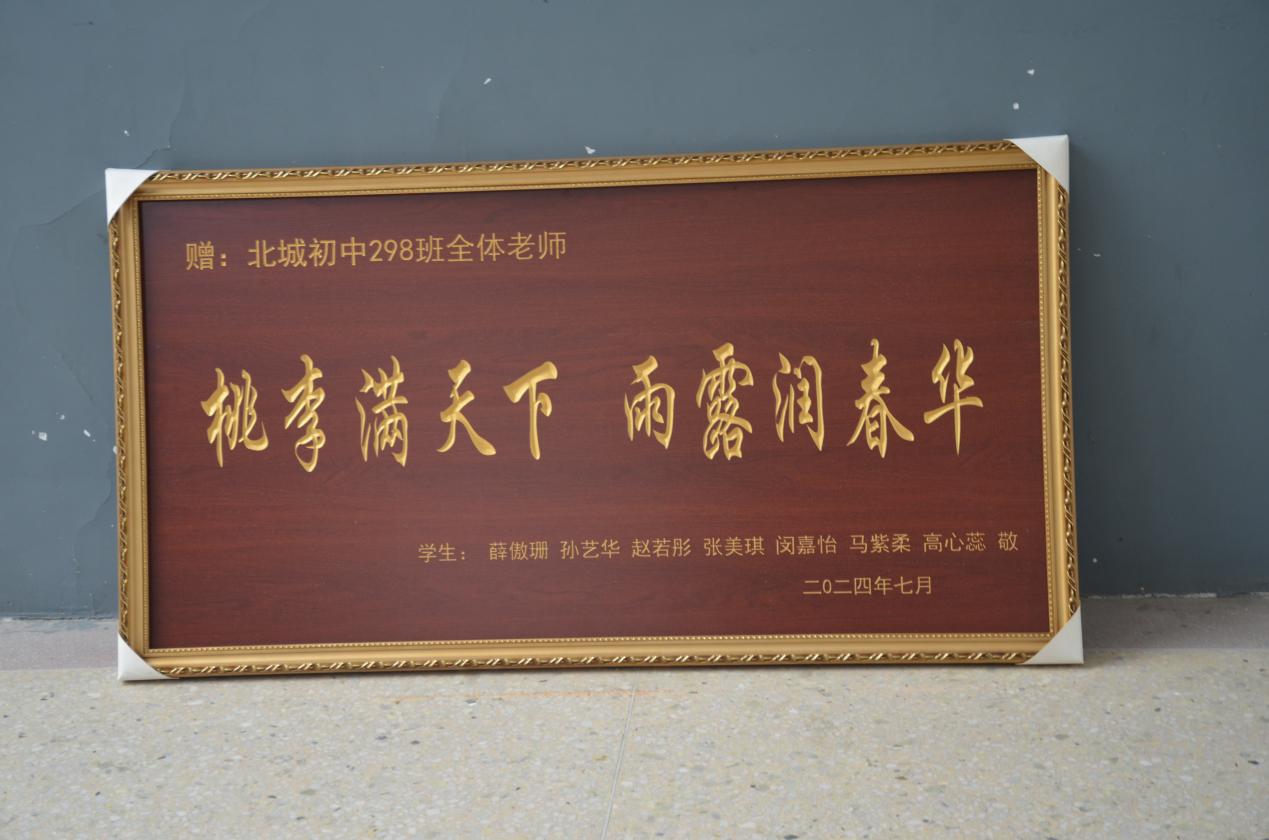 赠：北城初中298班全体老师
桃李满天下 雨露润春华
学生： 薛傲珊 孙艺华 赵若彤 张美琪 闵嘉怡 马紫柔 高心蕊 敬
二0二四年七月